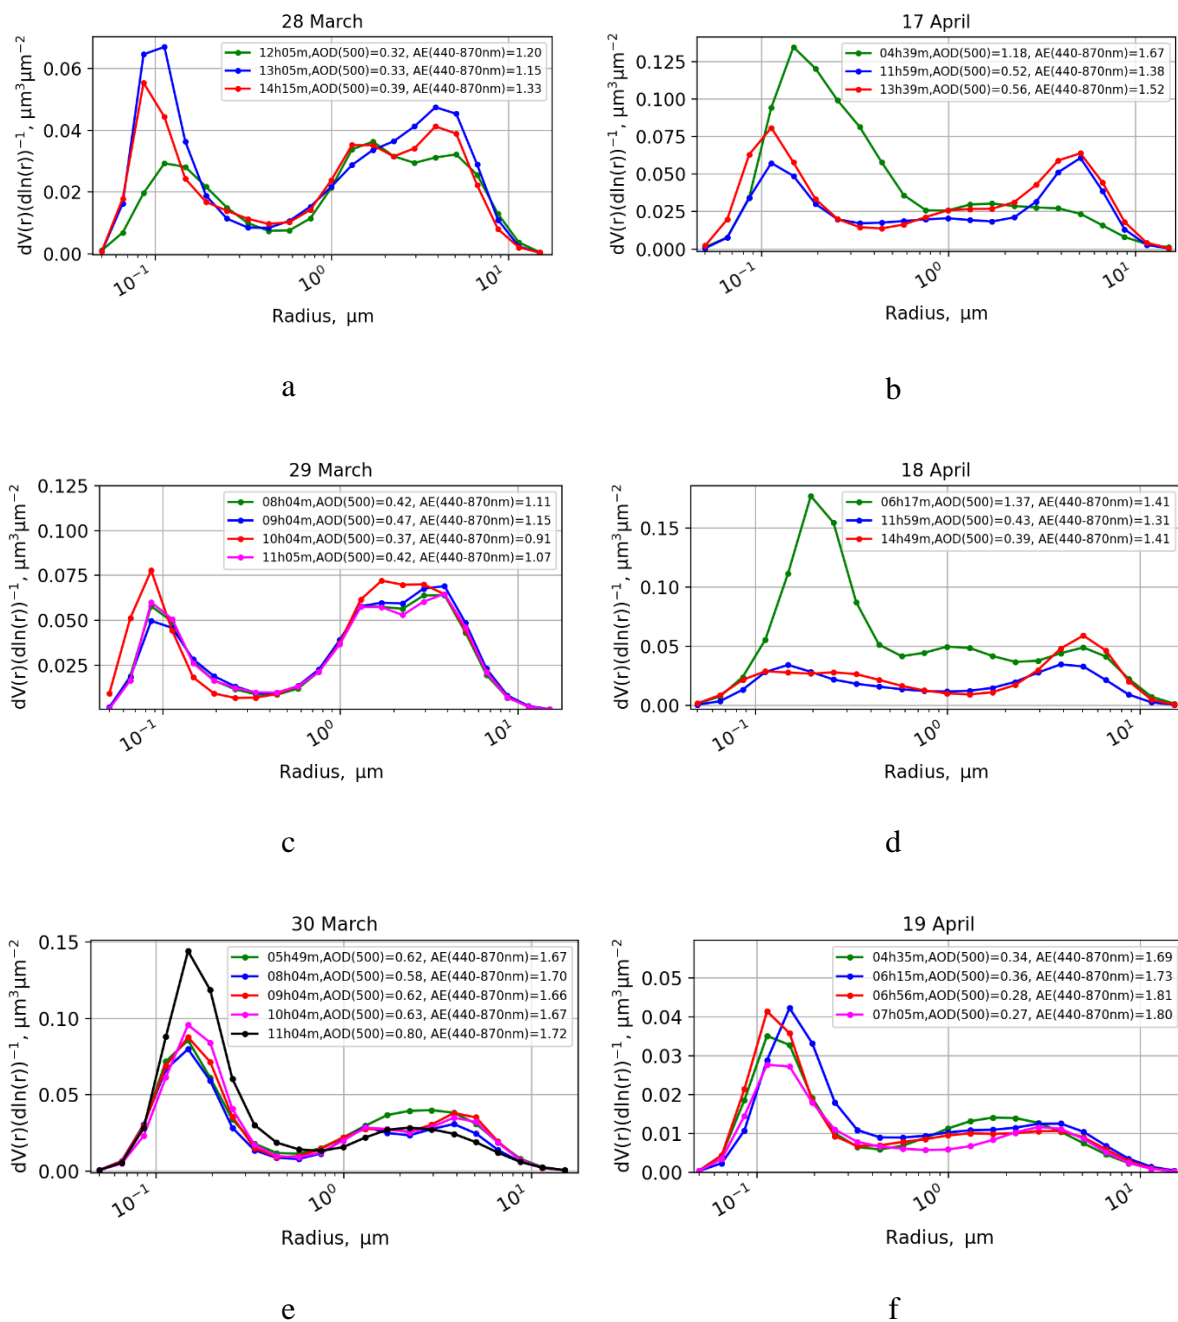 28 March
dV(r)(dln(r))⁻¹, μm³μm⁻²
0.06
0.04
0.02
0.00
12h05m,AOD(500)=0.32, AE(440-870nm)=1.20
13h05m,AOD(500)=0.33, AE(440-870nm)=1.15
14h15m,AOD(500)=0.39, AE(440-870nm)=1.33
10⁻¹ 10⁰ 10¹
Radius, μm
a
17 April
dV(r)(dln(r))⁻¹, μm³μm⁻²
0.125
0.100
0.075
0.050
0.025
0.000
04h39m,AOD(500)=1.18, AE(440-870nm)=1.67
11h59m,AOD(500)=0.52, AE(440-870nm)=1.38
13h39m,AOD(500)=0.56, AE(440-870nm)=1.52
10⁻¹ 10⁰ 10¹
Radius, μm
b
29 March
dV(r)(dln(r))⁻¹, μm³μm⁻²
0.125
0.100
0.075
0.050
0.025
08h04m,AOD(500)=0.42, AE(440-870nm)=1.11
09h04m,AOD(500)=0.47, AE(440-870nm)=1.15
10h04m,AOD(500)=0.37, AE(440-870nm)=0.91
11h05m,AOD(500)=0.42, AE(440-870nm)=1.07
10⁻¹ 10⁰ 10¹
Radius, μm
c
18 April
dV(r)(dln(r))⁻¹, μm³μm⁻²
0.15
0.10
0.05
0.00
06h17m,AOD(500)=1.37, AE(440-870nm)=1.41
11h59m,AOD(500)=0.43, AE(440-870nm)=1.31
14h49m,AOD(500)=0.39, AE(440-870nm)=1.41
10⁻¹ 10⁰ 10¹
Radius, μm
d
30 March
dV(r)(dln(r))⁻¹, μm³μm⁻²
0.15
0.10
0.05
0.00
05h49m,AOD(500)=0.62, AE(440-870nm)=1.67
08h04m,AOD(500)=0.58, AE(440-870nm)=1.70
09h04m,AOD(500)=0.62, AE(440-870nm)=1.66
10h04m,AOD(500)=0.63, AE(440-870nm)=1.67
11h04m,AOD(500)=0.80, AE(440-870nm)=1.72
10⁻¹ 10⁰ 10¹
Radius, μm
e
19 April
dV(r)(dln(r))⁻¹, μm³μm⁻²
0.05
0.04
0.03
0.02
0.01
0.00
04h35m,AOD(500)=0.34, AE(440-870nm)=1.69
06h15m,AOD(500)=0.36, AE(440-870nm)=1.73
06h56m,AOD(500)=0.28, AE(440-870nm)=1.81
07h05m,AOD(500)=0.27, AE(440-870nm)=1.80
10⁻¹ 10⁰ 10¹
Radius, μm
f